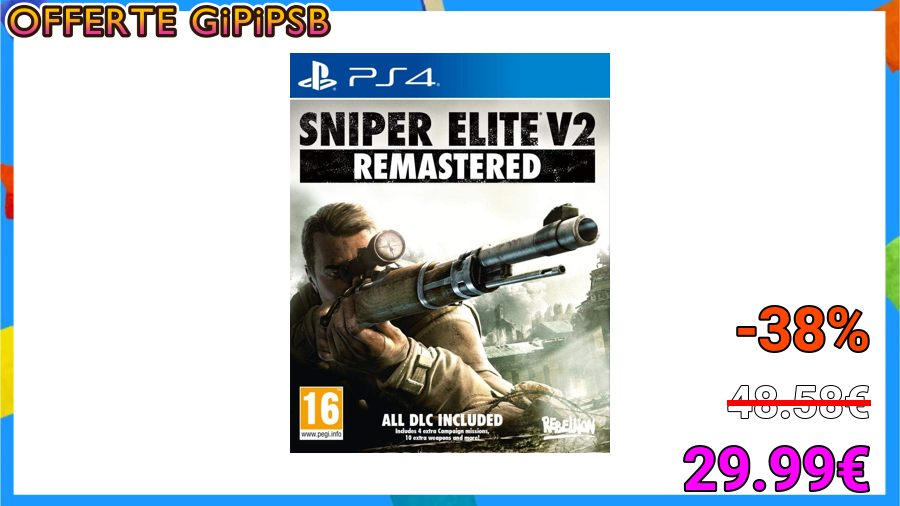 OFFERTE GiPiPSB
PS4
SNIPER ELITE V2
REMASTERED
16
www.pegi.info
ALL DLC INCLUDED
Includes 4 extra Campaign missions,
10 extra weapons and more!
REBELLION
-38%
48.58€
29.99€